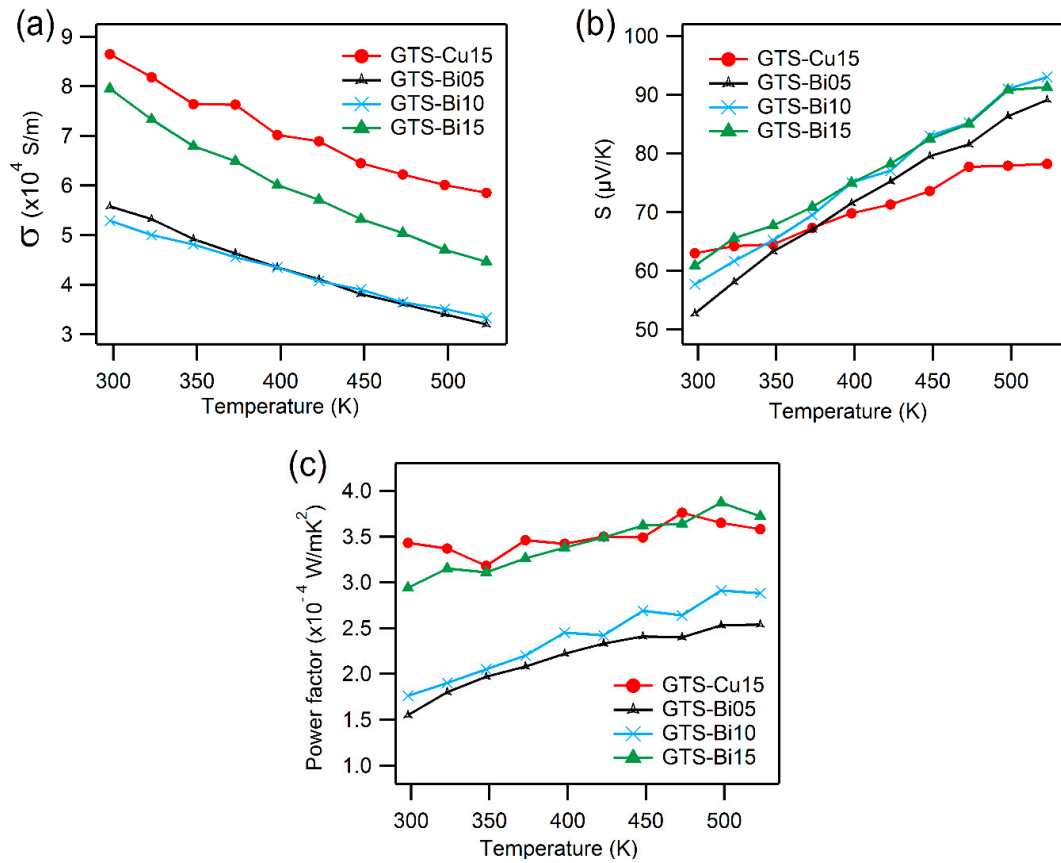 (a)
σ (x10⁴ S/m)
9
8
7
6
5
4
3
GTS-Cu15
GTS-Bi05
GTS-Bi10
GTS-Bi15
300 350 400 450 500
Temperature (K)
(b)
S (µV/K)
100
90
80
70
60
50
GTS-Cu15
GTS-Bi05
GTS-Bi10
GTS-Bi15
300 350 400 450 500
Temperature (K)
(c)
Power factor (x10⁻⁴ W/mK²)
4.0
3.5
3.0
2.5
2.0
1.5
1.0
GTS-Cu15
GTS-Bi05
GTS-Bi10
GTS-Bi15
300 350 400 450 500
Temperature (K)